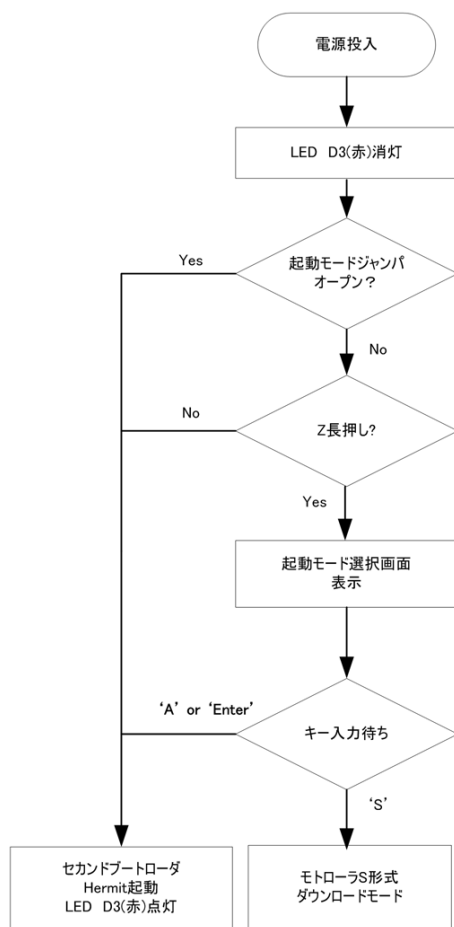 電源投入
LED D3(赤)消灯
起動モードジャンパ
オープン？
Yes
No
Z長押し?
No
Yes
起動モード選択画面
表示
キー入力待ち
‘A’ or ‘Enter’
‘S’
セカンドブートローダ
Hermit起動
LED D3(赤)点灯
モトローラS形式
ダウンロードモード